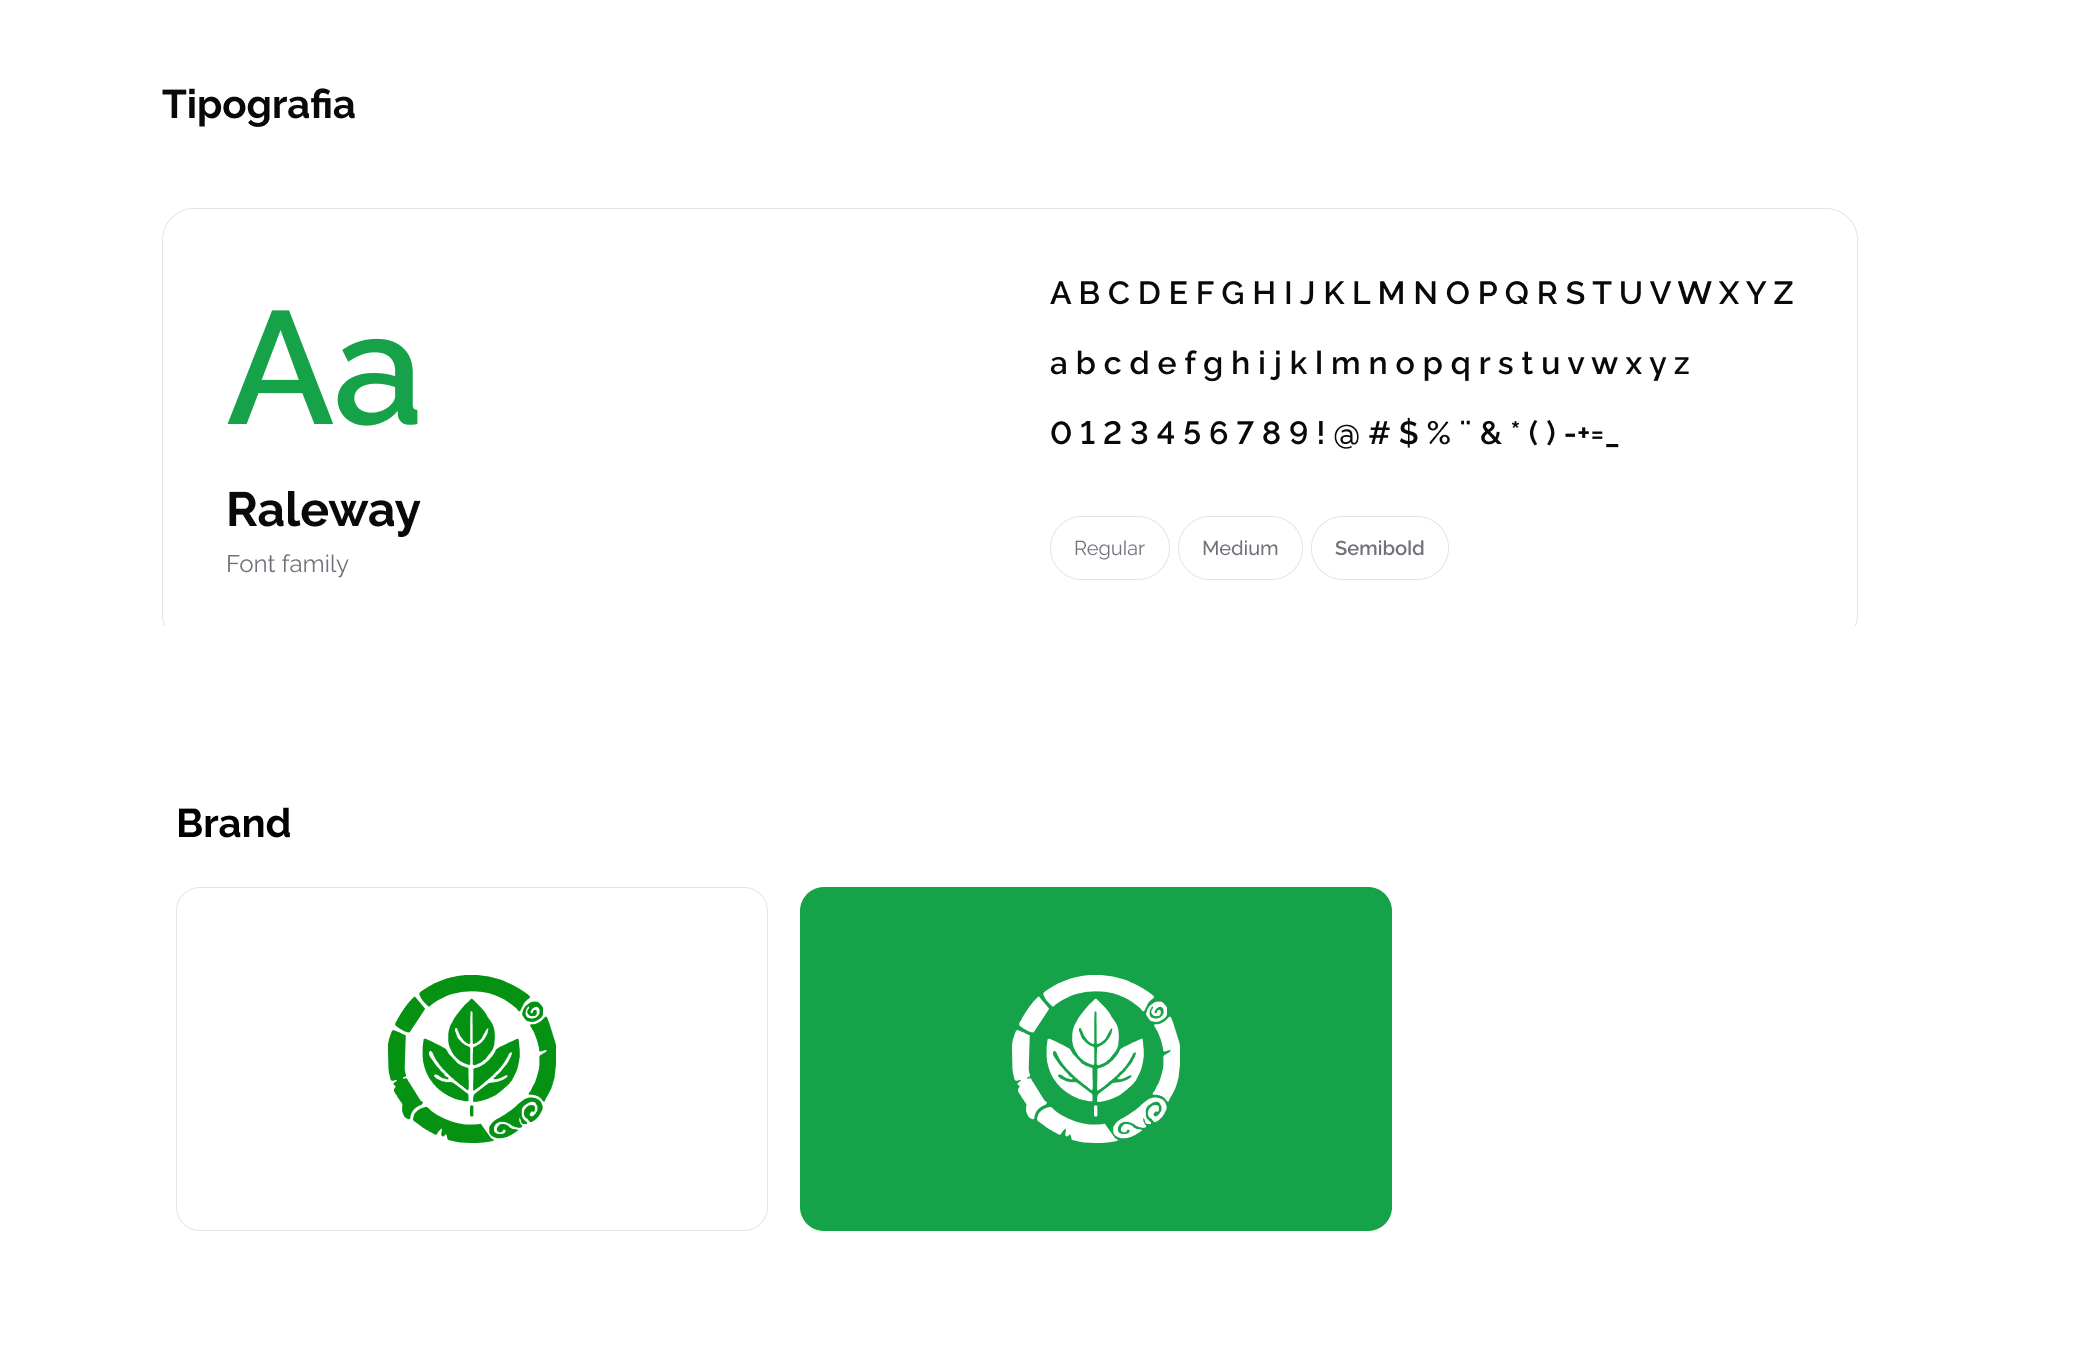 Tipografia
Aa
Raleway
Font family
A B C D E F G H I J K L M N O P Q R S T U V W X Y Z
a b c d e f g h i j k l m n o p q r s t u v w x y z
0 1 2 3 4 5 6 7 8 9 ! @ # $ % ¨ & * ( ) - + = _
Regular Medium Semibold
Brand